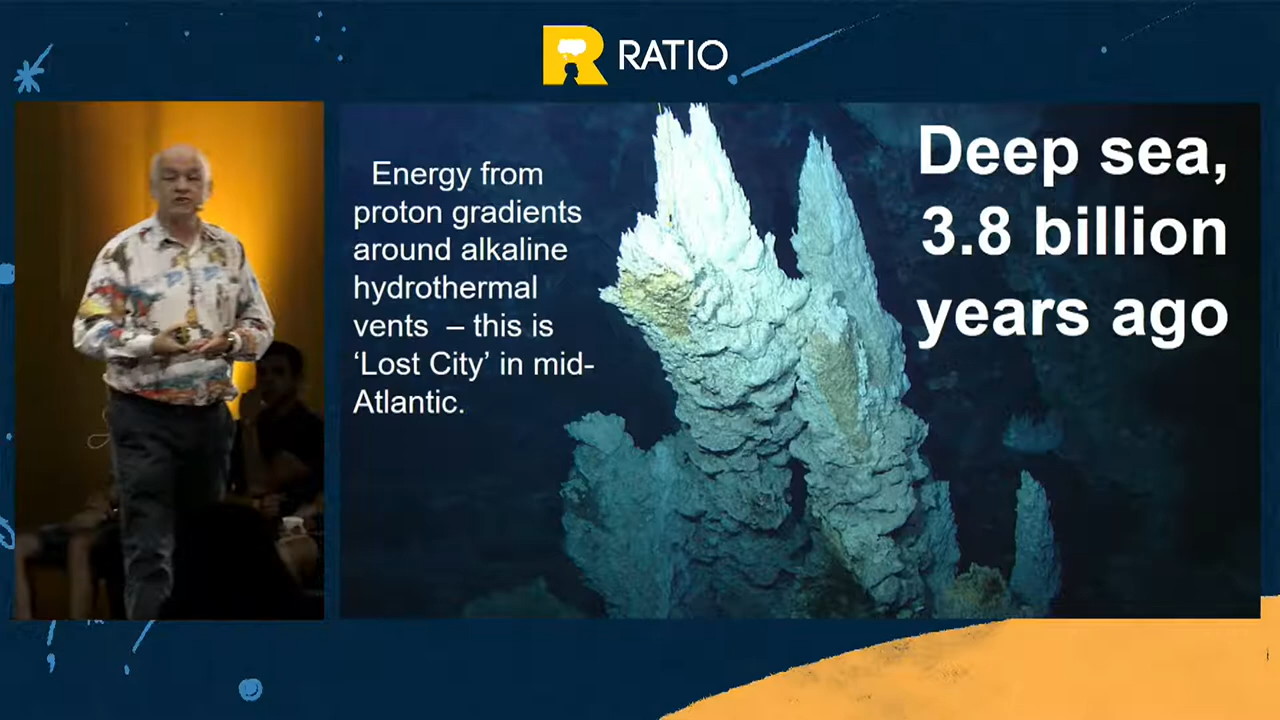 RATIO
Energy from
proton gradients
around alkaline
hydrothermal
vents – this is
‘Lost City’ in mid-
Atlantic.
Deep sea,
3.8 billion
years ago